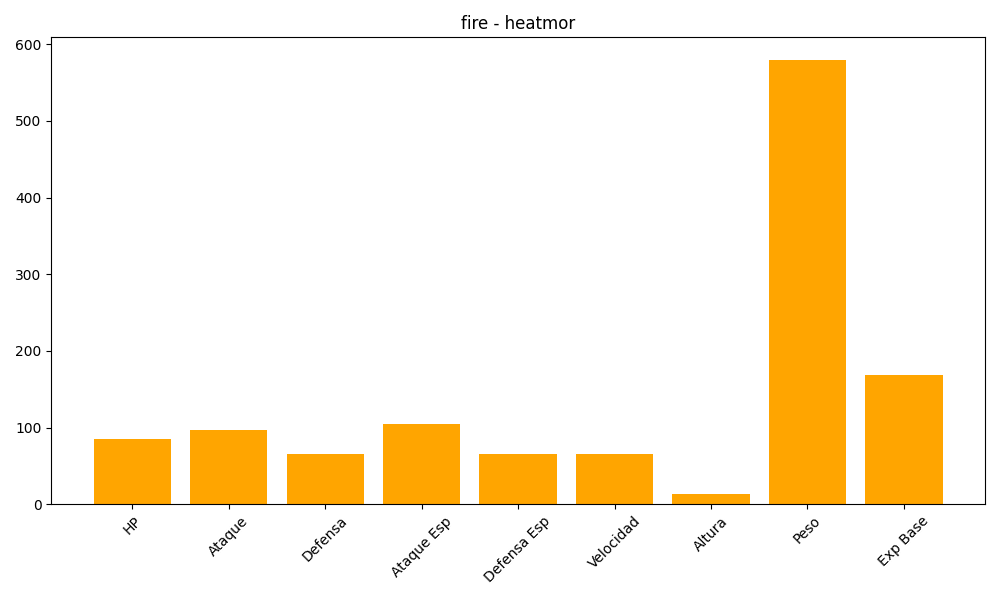 fire - heatmor
600
500
400
300
200
100
0
HP
Ataque
Defensa
Ataque Esp
Defensa Esp
Velocidad
Altura
Peso
Exp Base